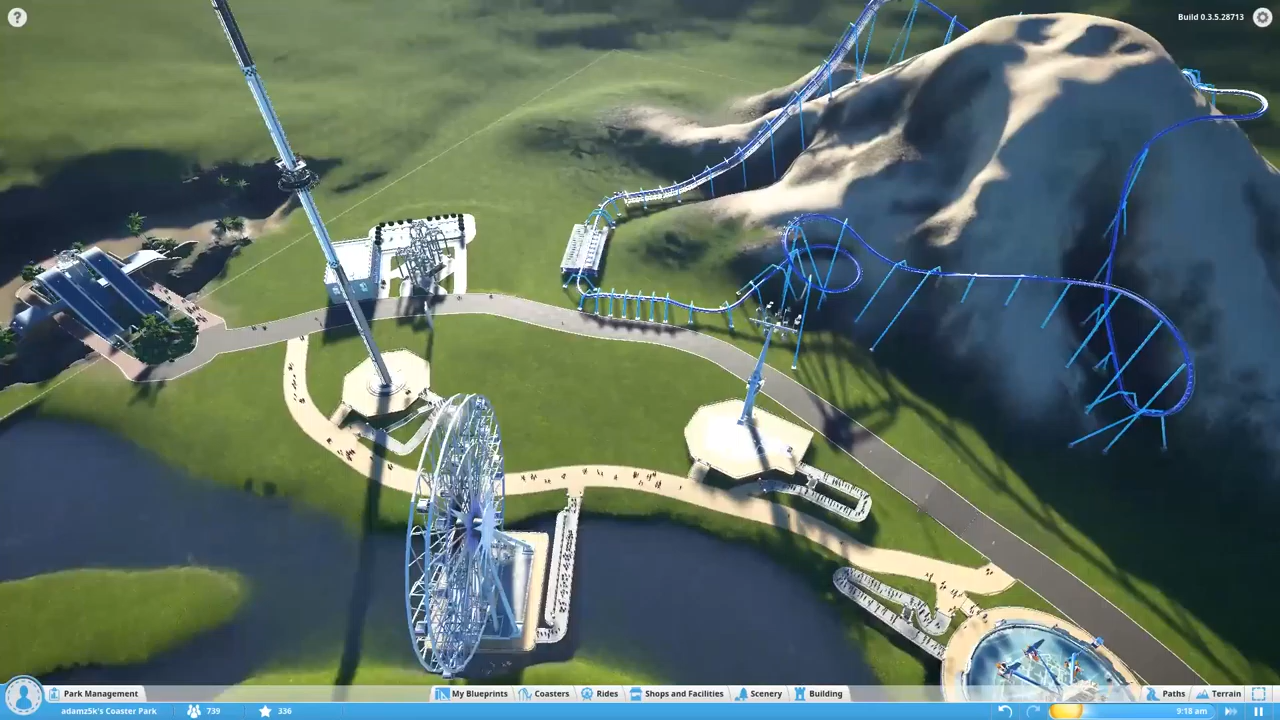 ?
Build 0.3.5.28713
Park Management
My Blueprints
Coasters
Rides
Shops and Facilities
Scenery
Building
Paths
Terrain
adamz5k's Coaster Park
739
336
9:18 am